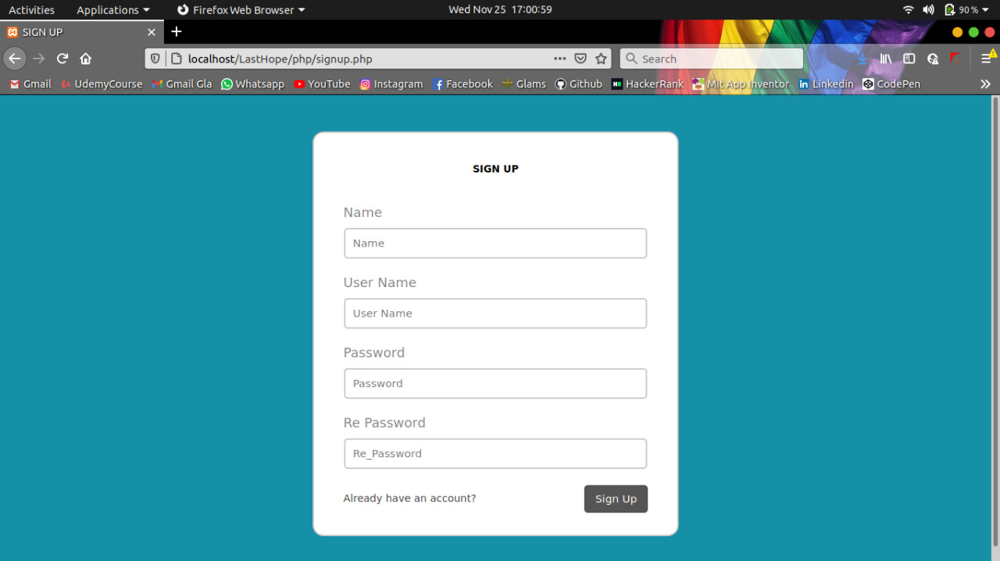 Activities Applications Firefox Web Browser Wed Nov 25 17:00:59 90 %
SIGN UP
localhost/LastHope/php/signup.php Search
Gmail UdemyCourse Gmail Gla Whatsapp YouTube Instagram Facebook Glams Github HackerRank Mit App Inventor Linkedin CodePen
SIGN UP
Name
Name
User Name
User Name
Password
Password
Re Password
Re_Password
Already have an account? Sign Up